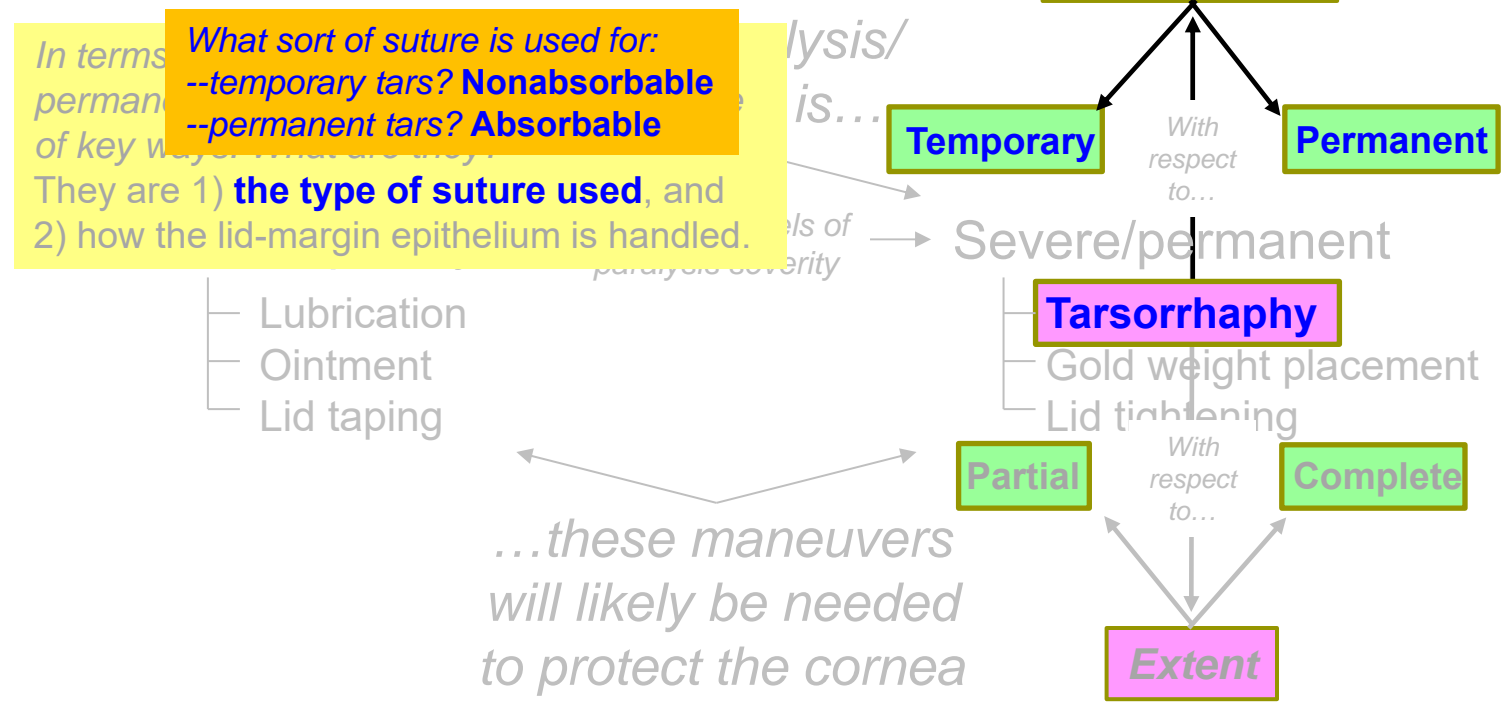 In terms
What sort of suture is used for:
--temporary tars? Nonabsorbable
--permanent tars? Absorbable
lysis/
is…
of key ways. What are they?
They are 1) the type of suture used, and
2) how the lid-margin epithelium is handled.
Temporary
With
respect
to…
Permanent
els of
paralysis severity
Severe/permanent
Lubrication
Ointment
Lid taping
Tarsorrhaphy
Gold weight placement
Lid tightening
Partial
With
respect
to…
Complete
…these maneuvers
will likely be needed
to protect the cornea
Extent